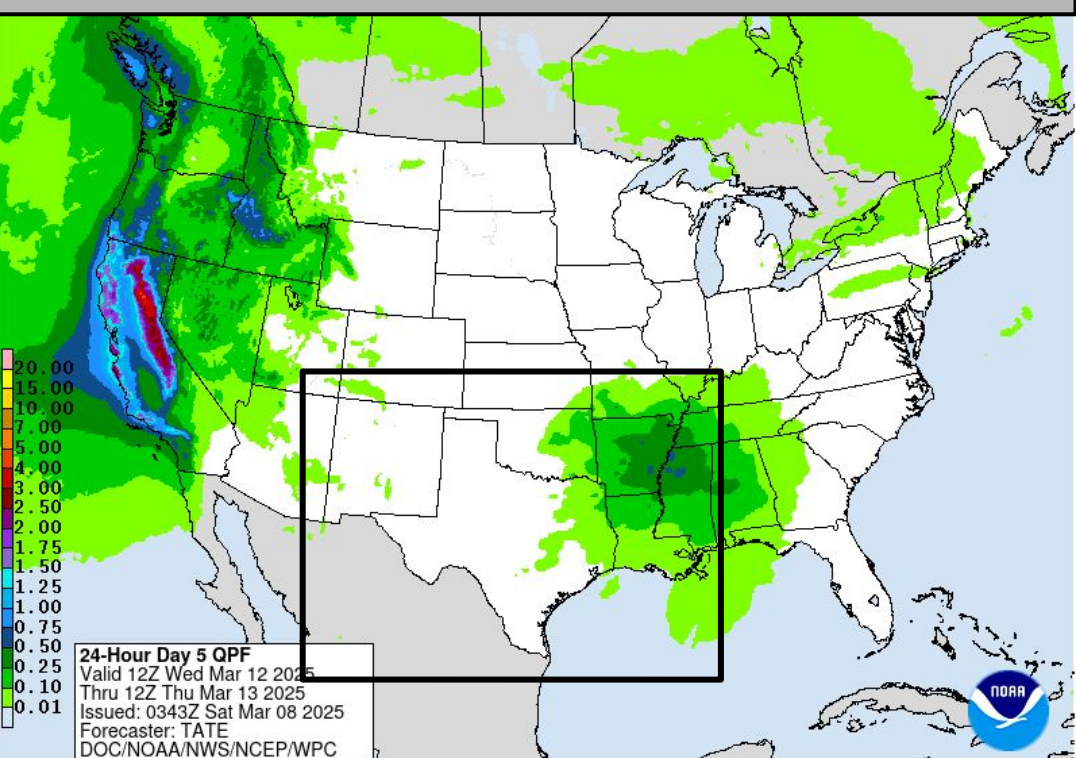 20.00
15.00
10.00
7.00
5.00
4.00
3.00
2.50
2.00
1.75
1.50
1.25
1.00
0.75
0.50
0.25
0.10
0.01
24-Hour Day 5 QPF
Valid 12Z Wed Mar 12 2025
Thru 12Z Thu Mar 13 2025
Issued: 0343Z Sat Mar 08 2025
Forecaster: TATE
DOC/NOAA/NWS/NCEP/WPC
NOAA